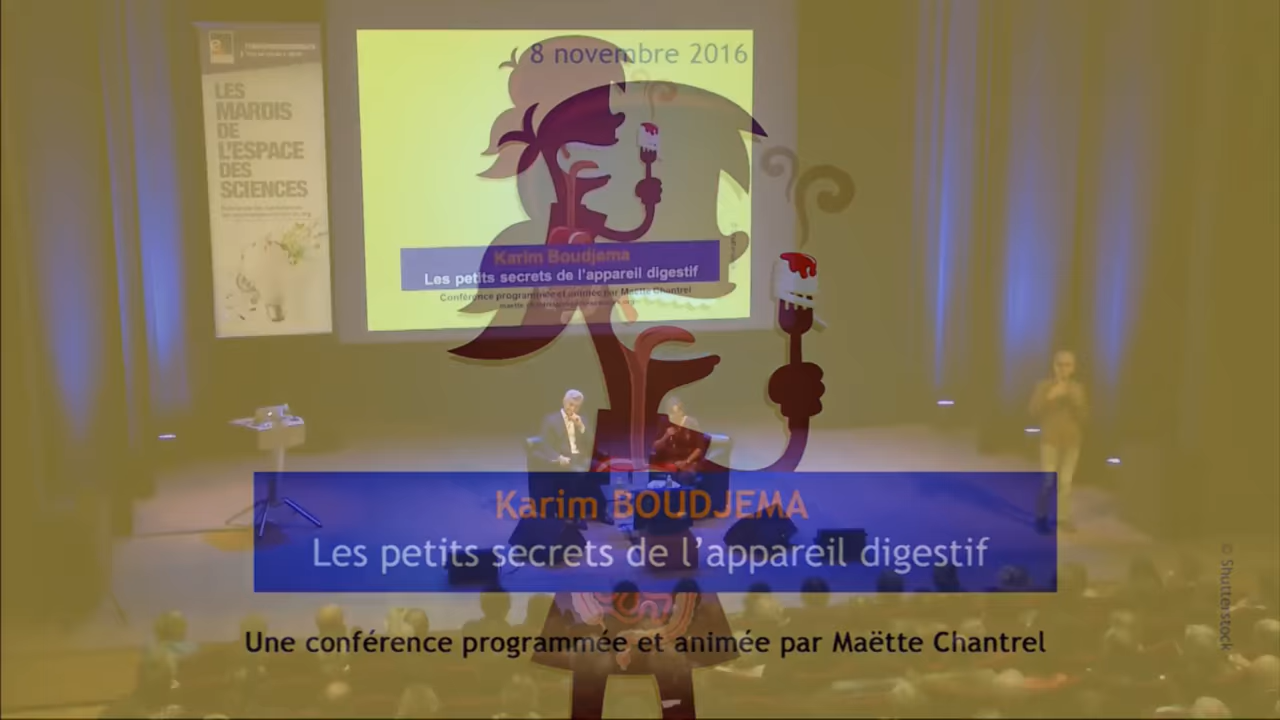 8 novembre 2016
LES
MARDIS
DE
L'ESPACE
DES
SCIENCES
Karim Boudjema
Les petits secrets de l'appareil digestif
Conférence programmée et animée par Maëtte Chantrel
Karim BOUDJEMA
Les petits secrets de l'appareil digestif
Une conférence programmée et animée par Maëtte Chantrel
© Shutterstock